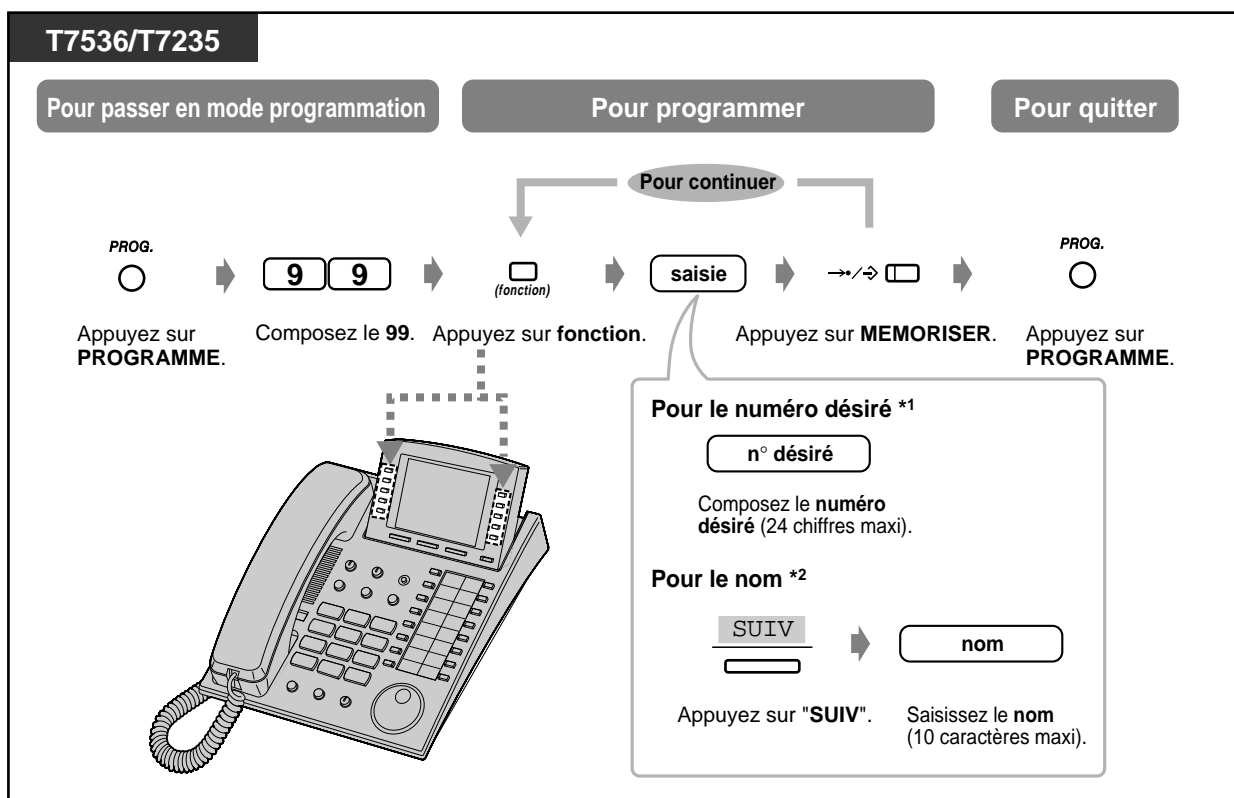 T7536/T7235
Pour passer en mode programmation
Pour programmer
Pour quitter
Pour continuer
PROG.
9 9
(fonction)
saisie
PROG.
Appuyez sur
PROGRAMME.
Composez le 99.
Appuyez sur fonction.
Appuyez sur MEMORISER.
Appuyez sur
PROGRAMME.
Pour le numéro désiré *1
n° désiré
Composez le numéro
désiré (24 chiffres maxi).
Pour le nom *2
SUIV
nom
Appuyez sur "SUIV".
Saisissez le nom
(10 caractères maxi).